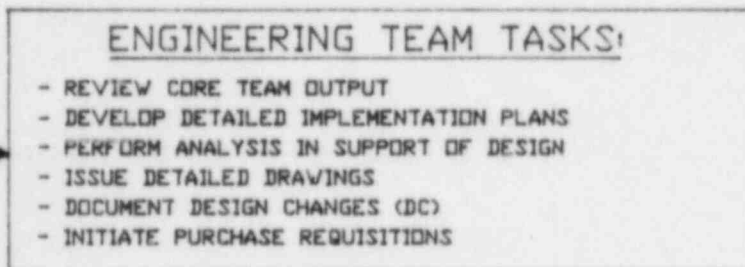 ENGINEERING TEAM TASKS:
- REVIEW CORE TEAM OUTPUT
- DEVELOP DETAILED IMPLEMENTATION PLANS
- PERFORM ANALYSIS IN SUPPORT OF DESIGN
- ISSUE DETAILED DRAWINGS
- DOCUMENT DESIGN CHANGES (DC)
- INITIATE PURCHASE REQUISITIONS